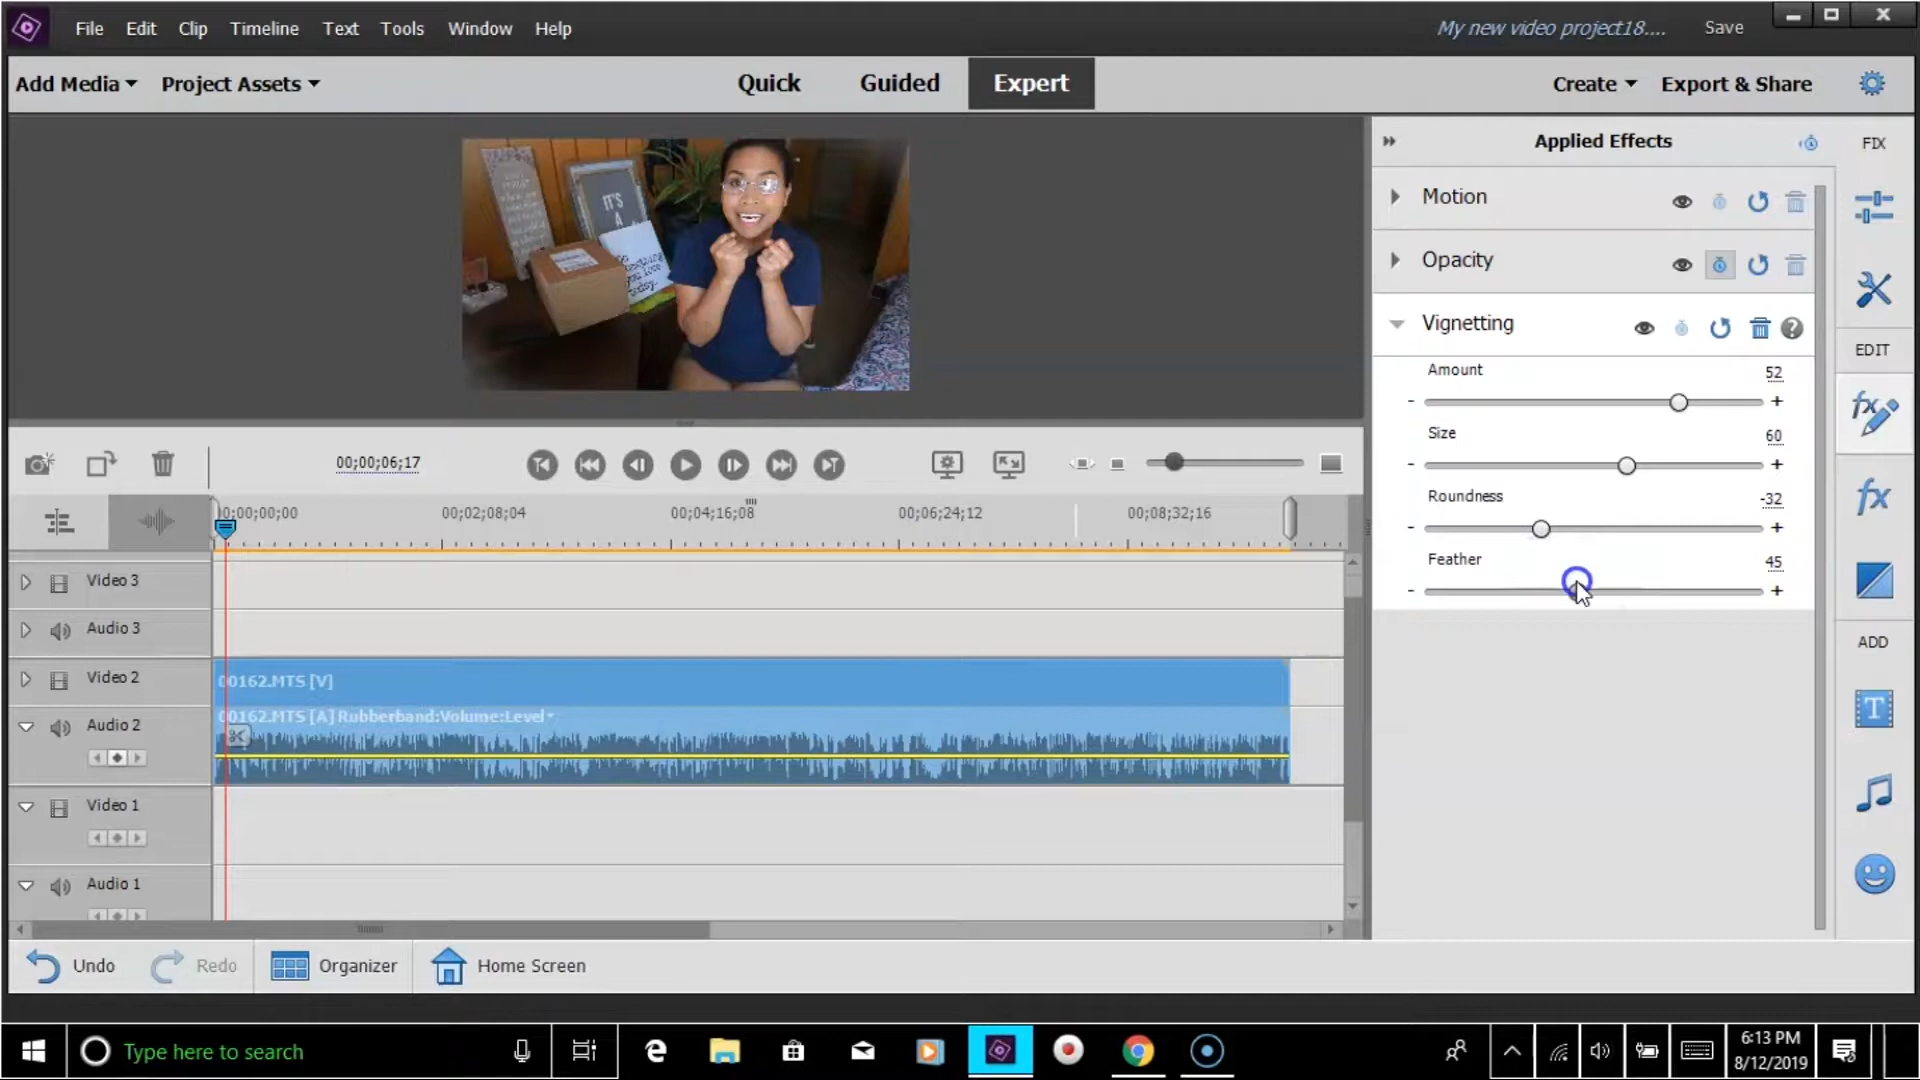 File Edit Clip Timeline Text Tools Window Help
My new video project18.... Save
Add Media Project Assets Quick Guided Expert Create Export & Share
Applied Effects
FIX
IT'S
A
you love
today.
Motion
Opacity
Vignetting
EDIT
Amount 52
- +
Size 60
- +
Roundness -32
- +
Feather 45
- +
ADD
00;00;06;17
0;00;00;00 00;02;08;04 00;04;16;08 00;06;24;12 00;08;32;16
Video 3
Audio 3
Video 2
00162.MTS [V]
Audio 2
00162.MTS [A] Rubberband:Volume:Level
Video 1
Audio 1
Undo Redo Organizer Home Screen
Type here to search
6:13 PM
8/12/2019